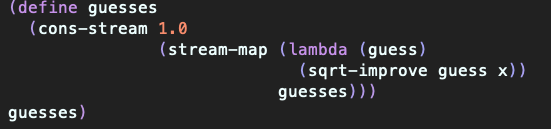 (define guesses
(cons-stream 1.0
(stream-map (lambda (guess)
(sqrt-improve guess x))
guesses)))
guesses)